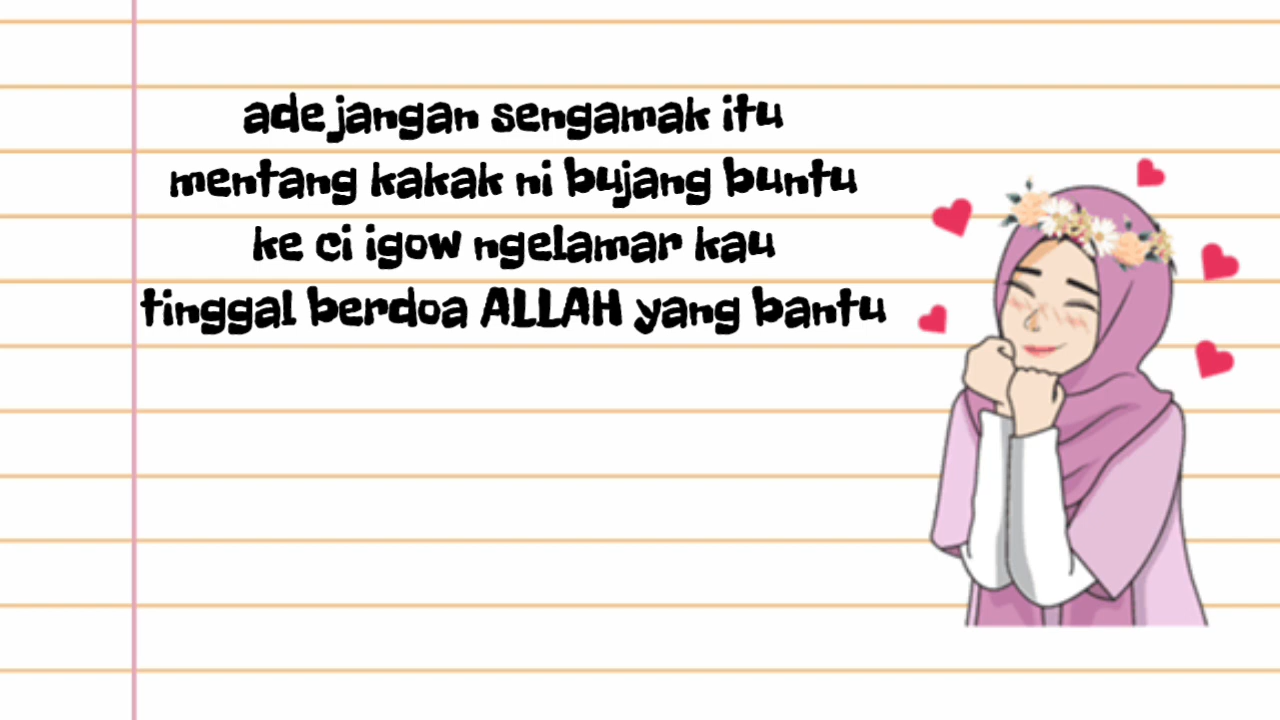 ade jangan sengamak itu
mentang kakak ni bujang buntu
ke ci igow ngelamar kau
tinggal berdoa ALLAH yang bantu